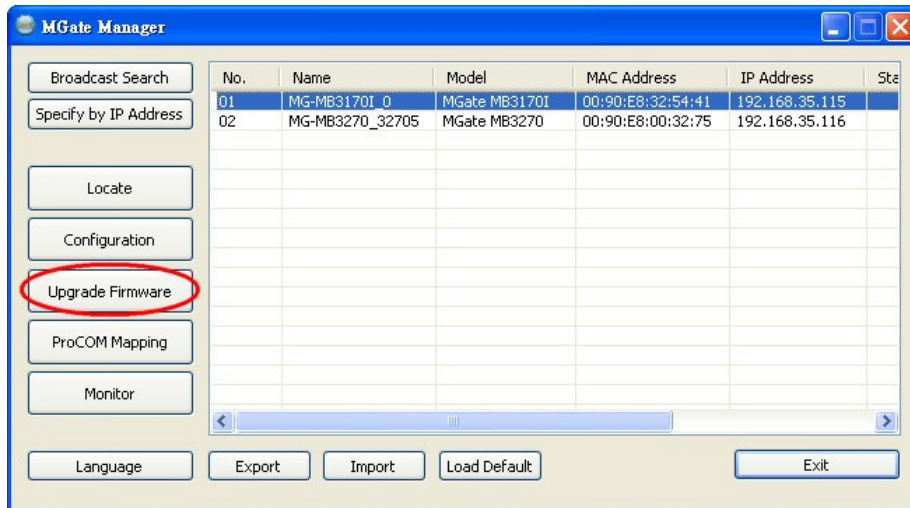 MGate Manager
Broadcast Search
Specify by IP Address
Locate
Configuration
Upgrade Firmware
ProCOM Mapping
Monitor
Language
No. Name Model MAC Address IP Address Sta
01 MG-MB3170I_0 MGate MB3170I 00:90:E8:32:54:41 192.168.35.115
02 MG-MB3270_32705 MGate MB3270 00:90:E8:00:32:75 192.168.35.116
Export Import Load Default Exit